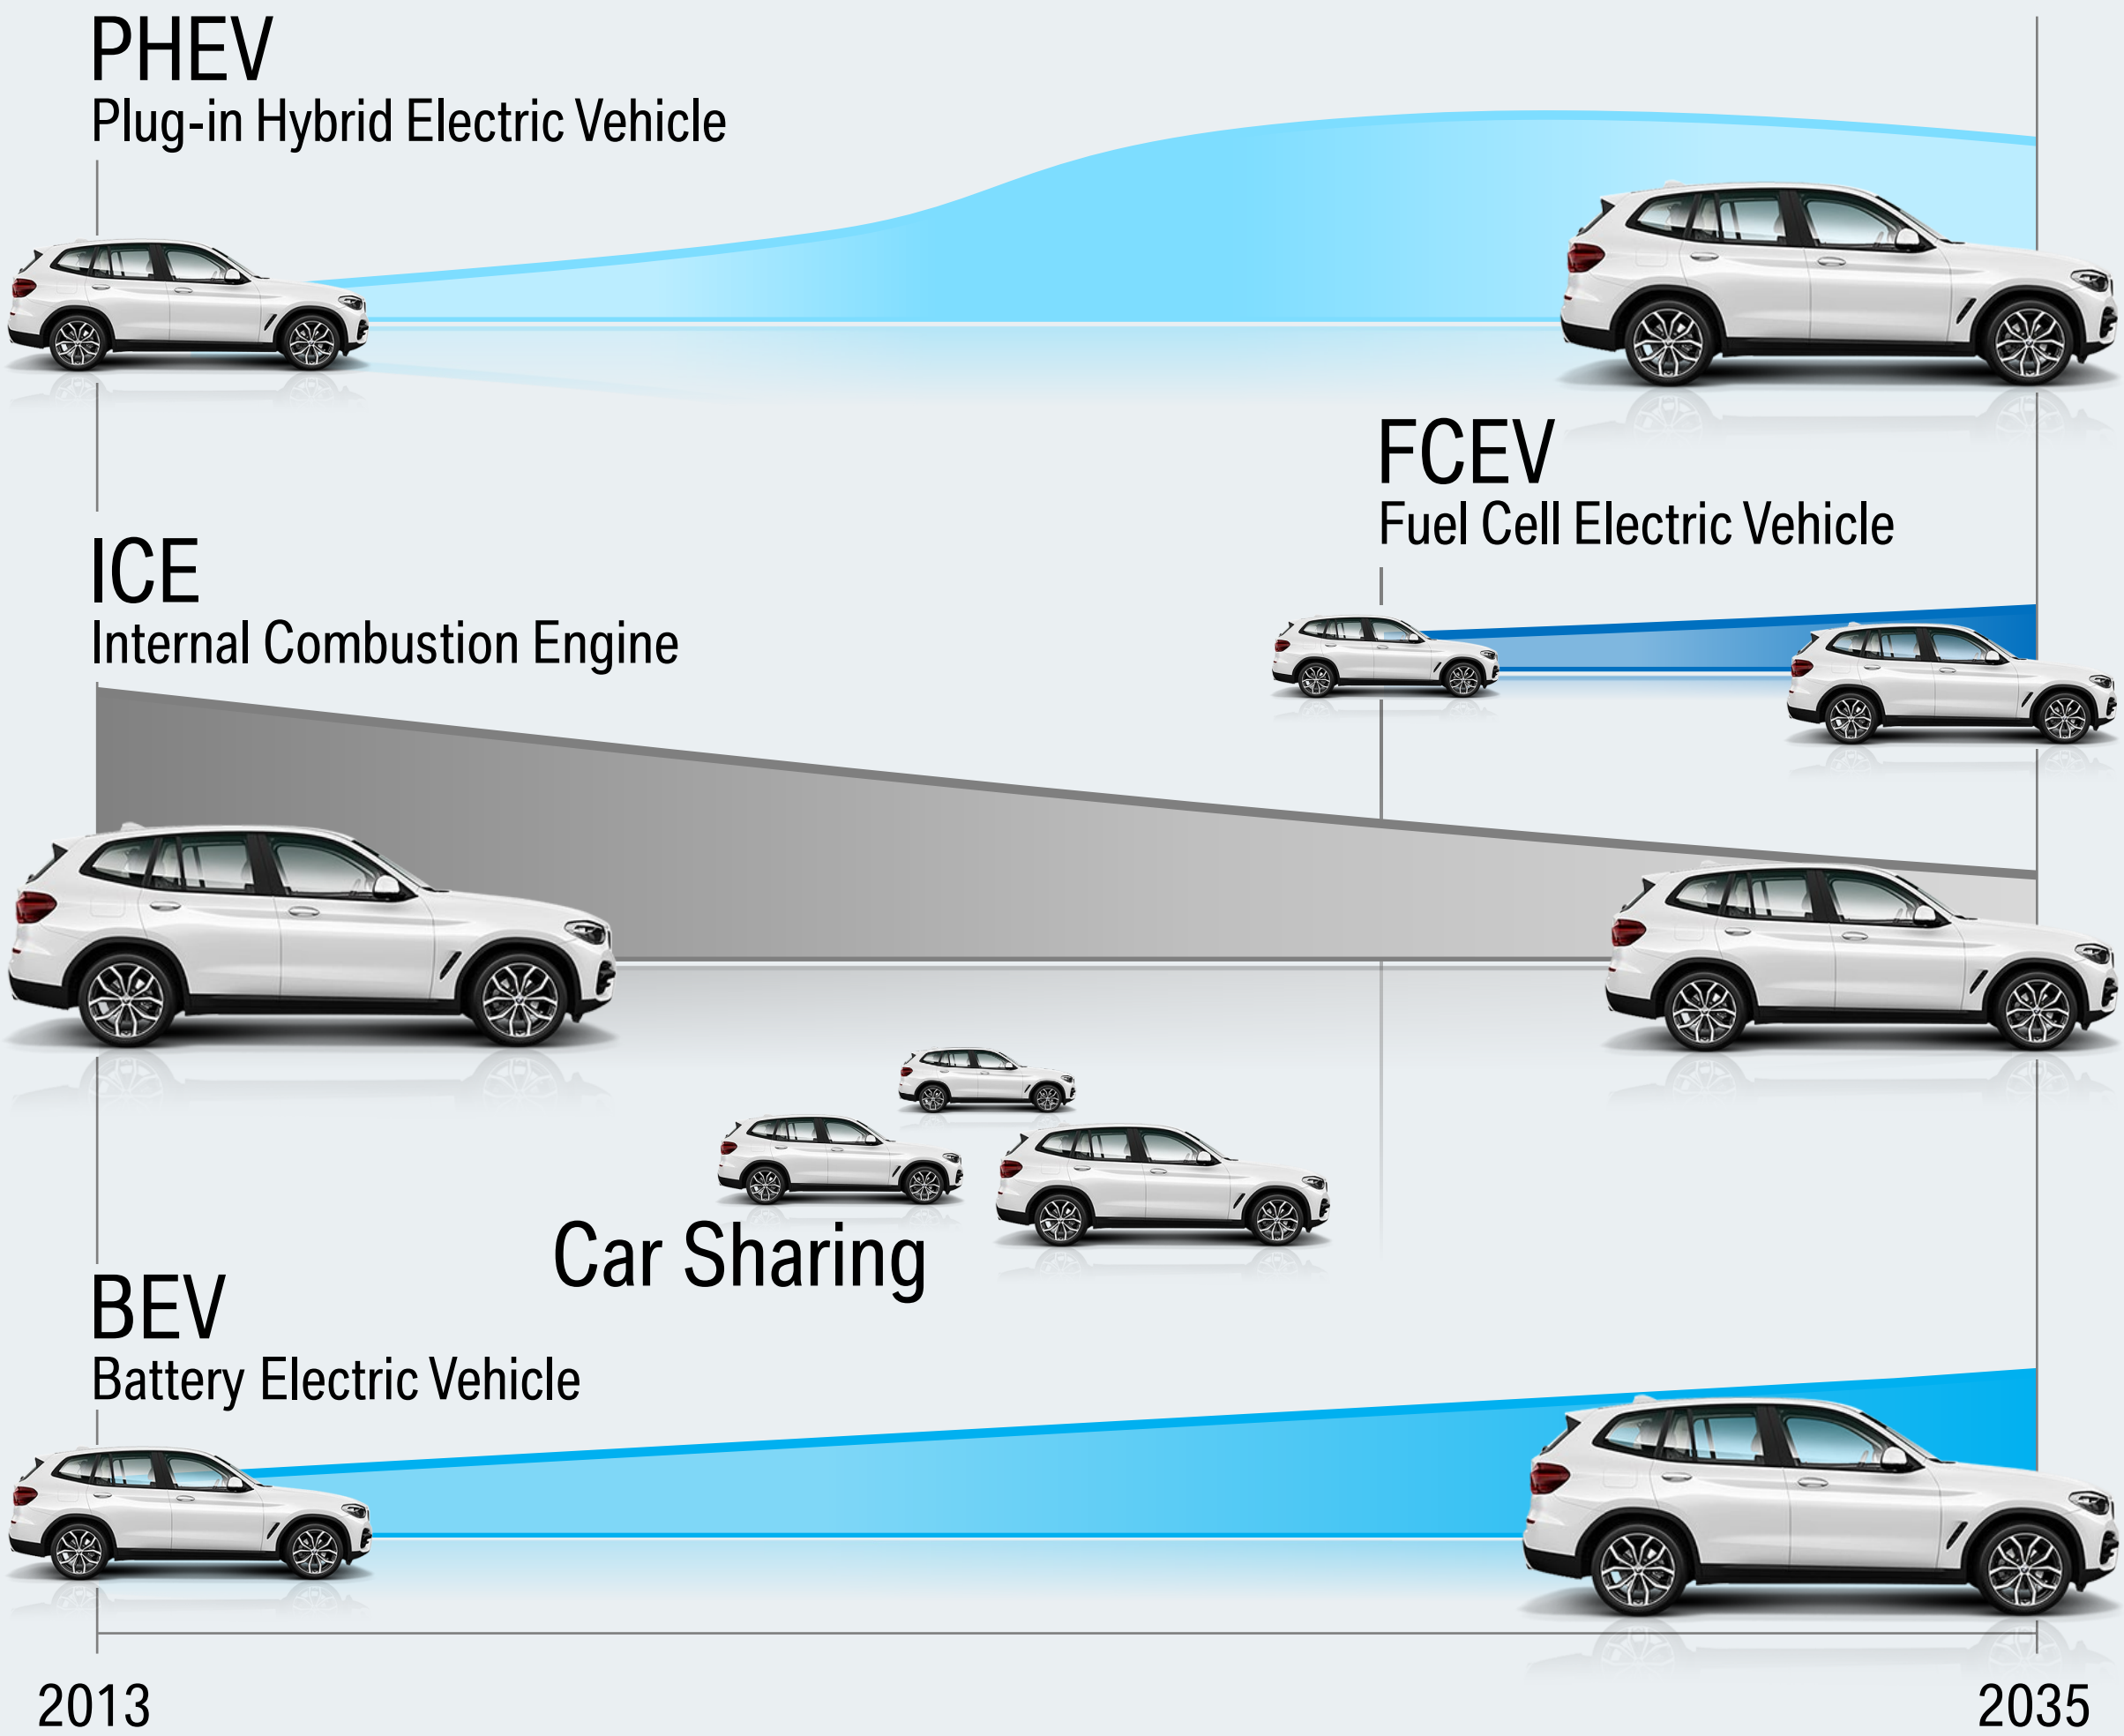 PHEV
Plug-in Hybrid Electric Vehicle
FCEV
Fuel Cell Electric Vehicle
ICE
Internal Combustion Engine
Car Sharing
BEV
Battery Electric Vehicle
2013
2035